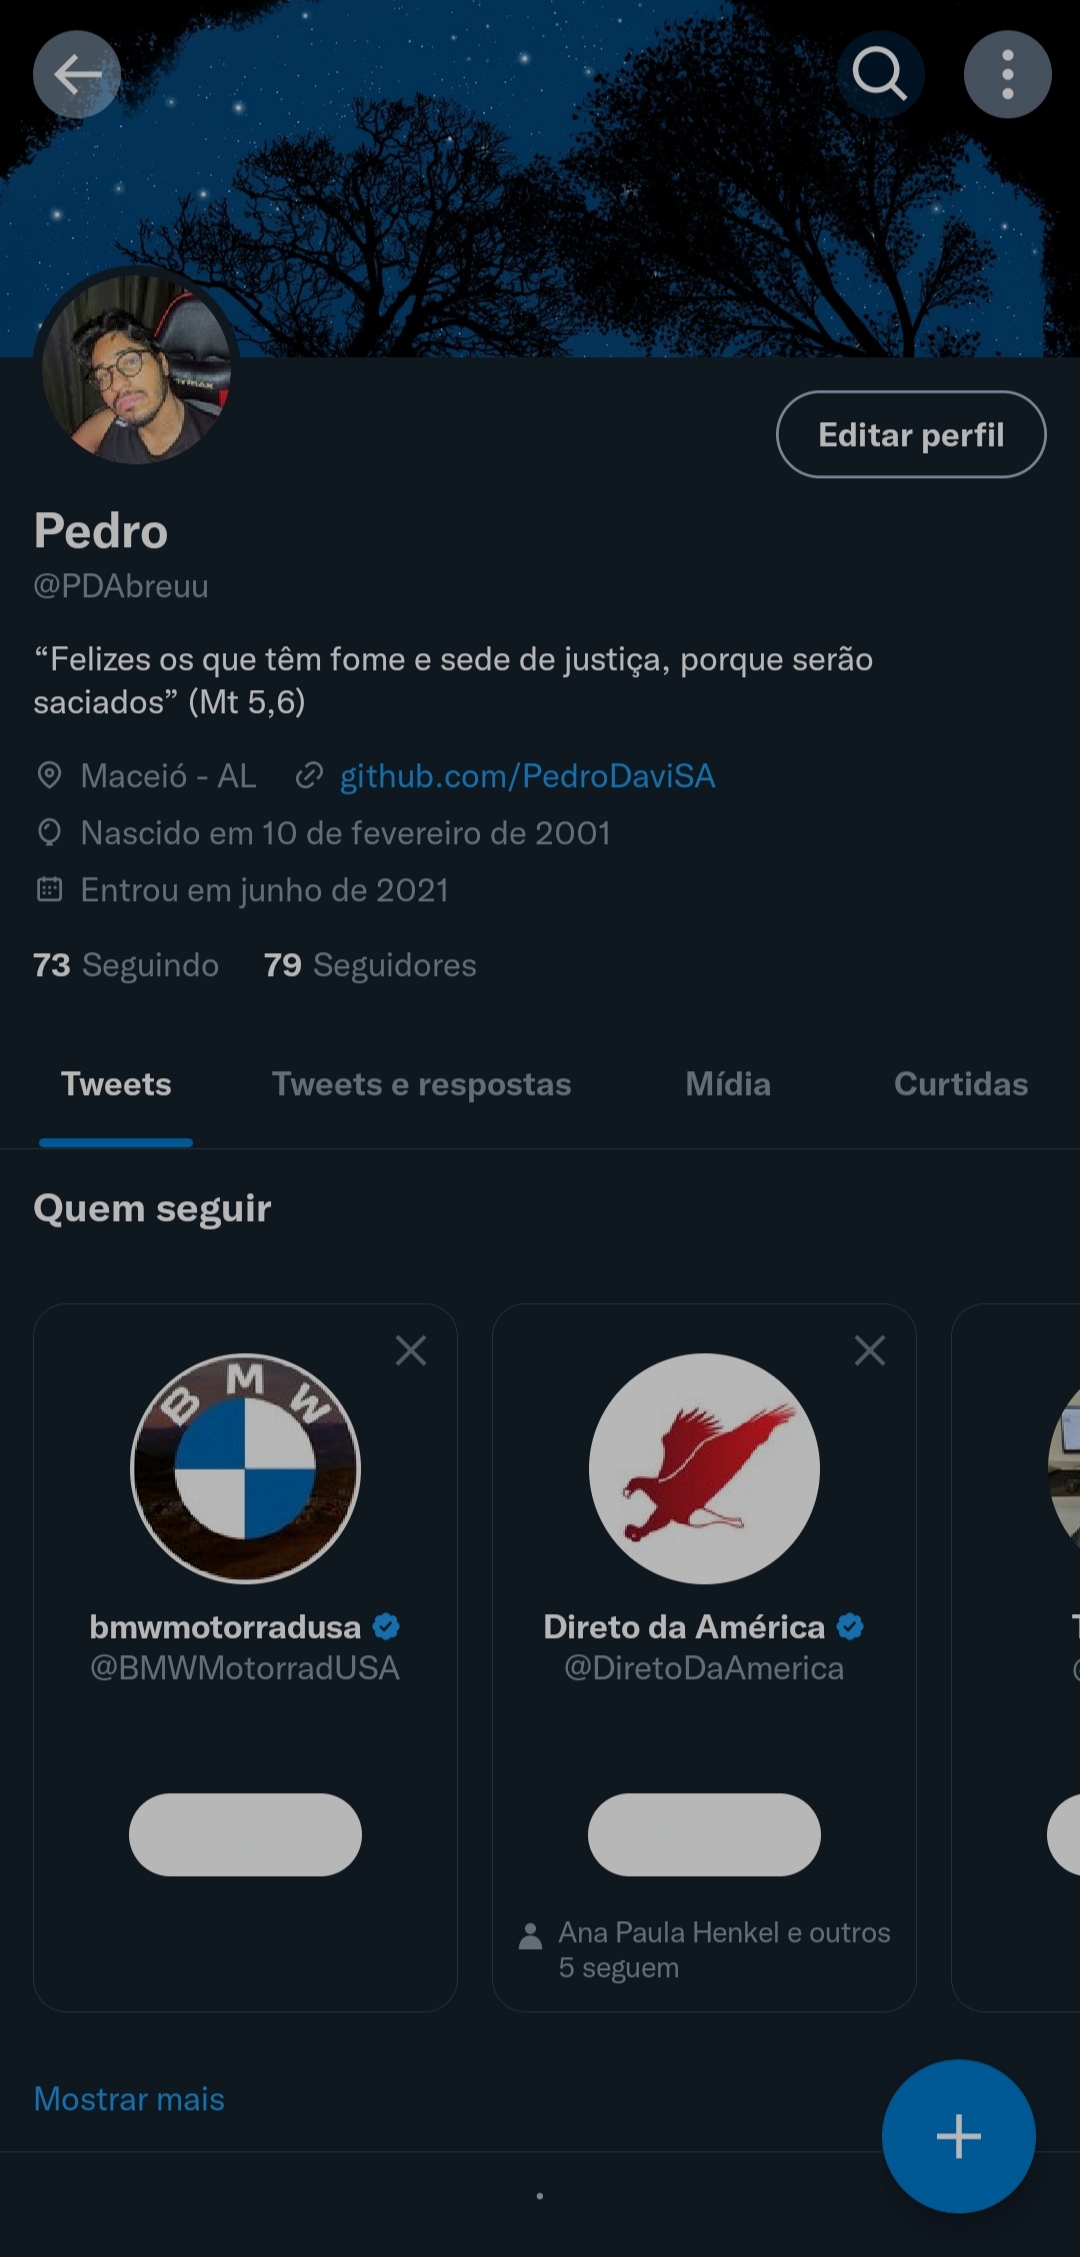 Editar perfil
Pedro
@PDAbreuu
“Felizes os que têm fome e sede de justiça, porque serão
saciados” (Mt 5,6)
Maceió - AL github.com/PedroDaviSA
Nascido em 10 de fevereiro de 2001
Entrou em junho de 2021
73 Seguindo 79 Seguidores
Tweets Tweets e respostas Mídia Curtidas
Quem seguir
BMW
bmwmotorradusa
@BMWMotorradUSA
Direto da América
@DiretoDaAmerica
Ana Paula Henkel e outros
5 seguem
Mostrar mais